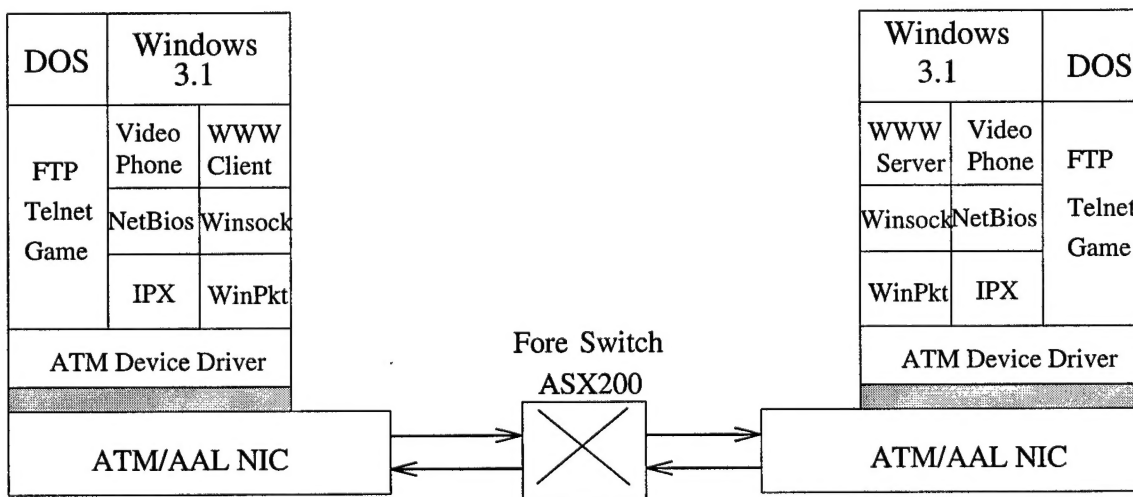 DOS
Windows
3.1
Video
Phone
WWW
Client
FTP
Telnet
Game
NetBios
Winsock
IPX
WinPkt
ATM Device Driver
ATM/AAL NIC
Fore Switch
ASX200
Windows
3.1
DOS
WWW
Server
Video
Phone
FTP
Telnet
Game
Winsock
NetBios
WinPkt
IPX
ATM Device Driver
ATM/AAL NIC